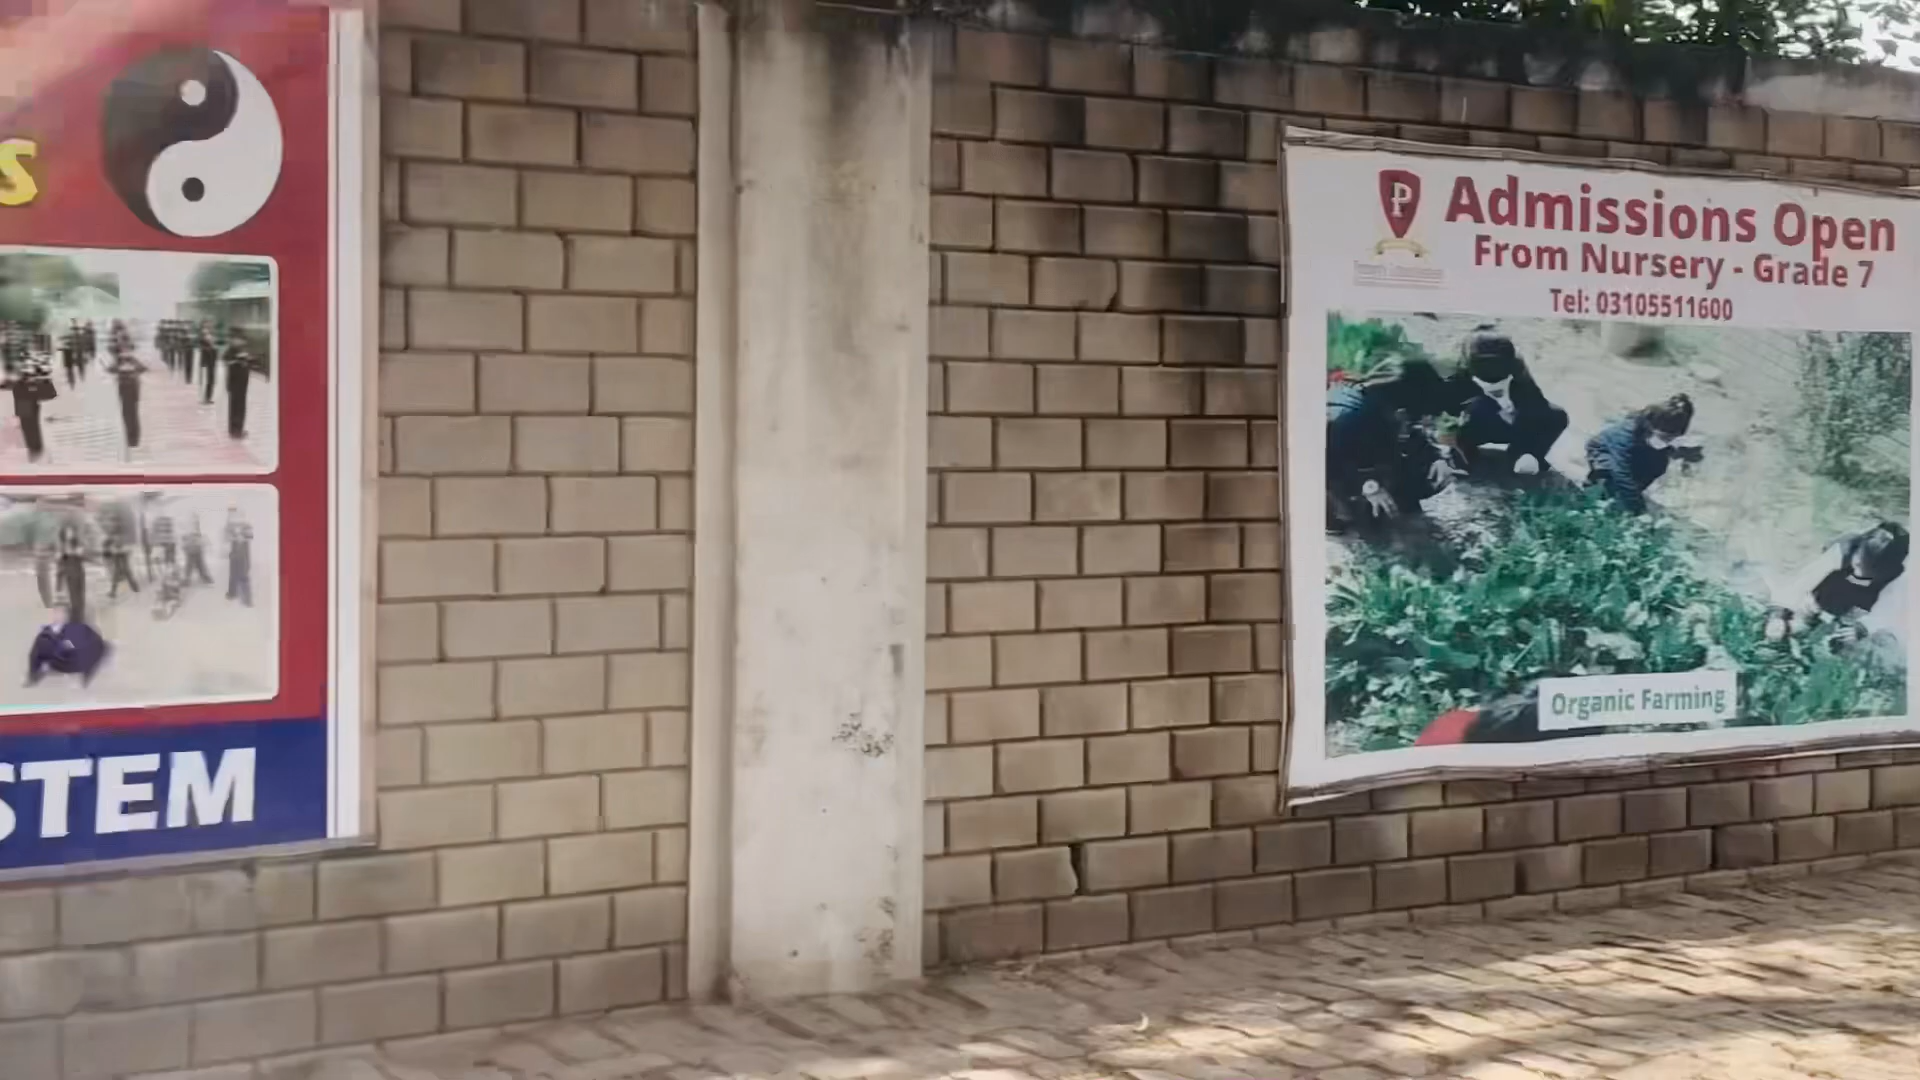 S
STEM
P
Admissions Open
From Nursery - Grade 7
Tel: 03105511600
Organic Farming